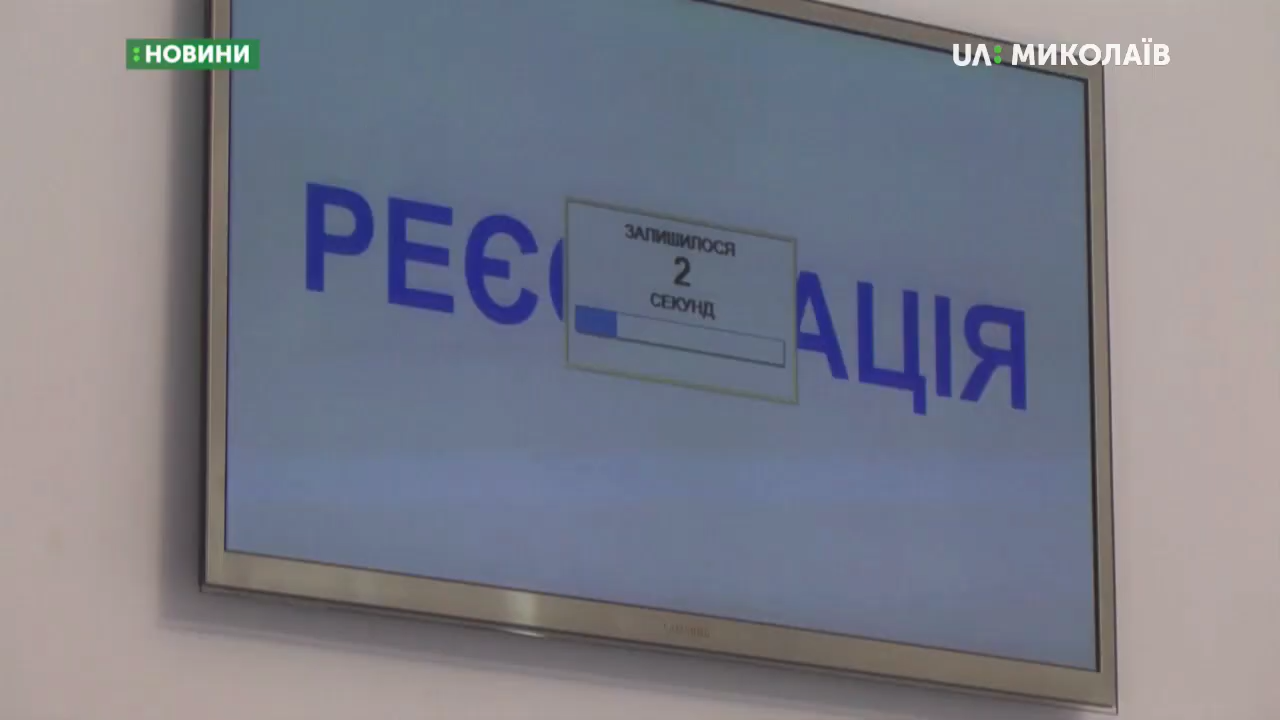 :НОВИНИ
UA: МИКОЛАЇВ
РЕЄС АЦІЯ
ЗАЛИШИЛОСЯ
2
СЕКУНД